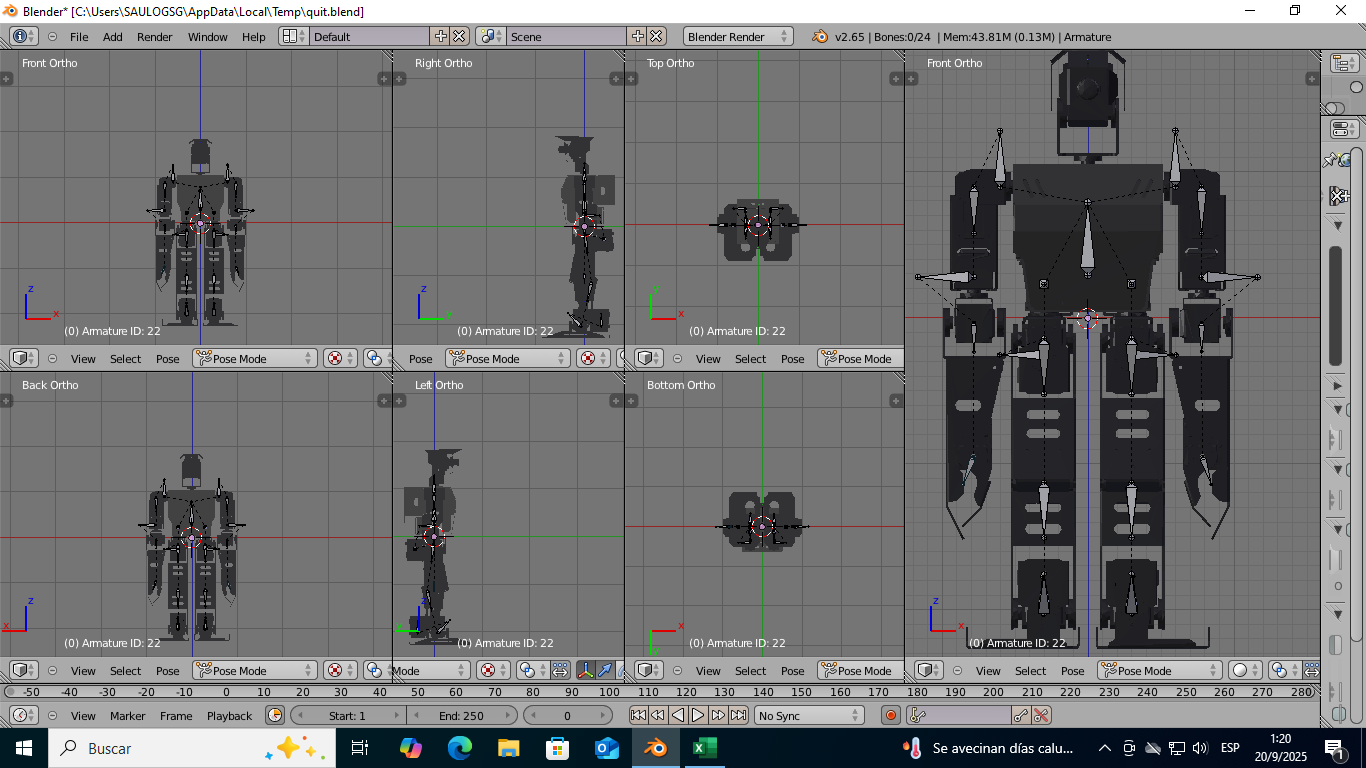 Blender* [C:\Users\SAULOGSG\AppData\Local\Temp\quit.blend]
File Add Render Window Help Default Scene Blender Render v2.65 | Bones:0/24 | Mem:43.81M (0.13M) | Armature
Front Ortho
Right Ortho
Top Ortho
Front Ortho
z
x
(0) Armature ID: 22
z
y
(0) Armature ID: 22
y
x
(0) Armature ID: 22
View Select Pose Pose Mode
Pose Pose Mode
View Select Pose Pose Mode
Back Ortho
Left Ortho
Bottom Ortho
z
x
(0) Armature ID: 22
z
(0) Armature ID: 22
x
(0) Armature ID: 22
z
x
(0) Armature ID: 22
View Select Pose Pose Mode
Mode
View Select Pose Pose Mode
View Select Pose Pose Mode
-50 -40 -30 -20 -10 0 10 20 30 40 50 60 70 80 90 100 110 120 130 140 150 160 170 180 190 200 210 220 230 240 250 260 270 280
View Marker Frame Playback Start: 1 End: 250 0 No Sync
Buscar
Se avecinan días calu...
ESP
1:20
20/9/2025
1